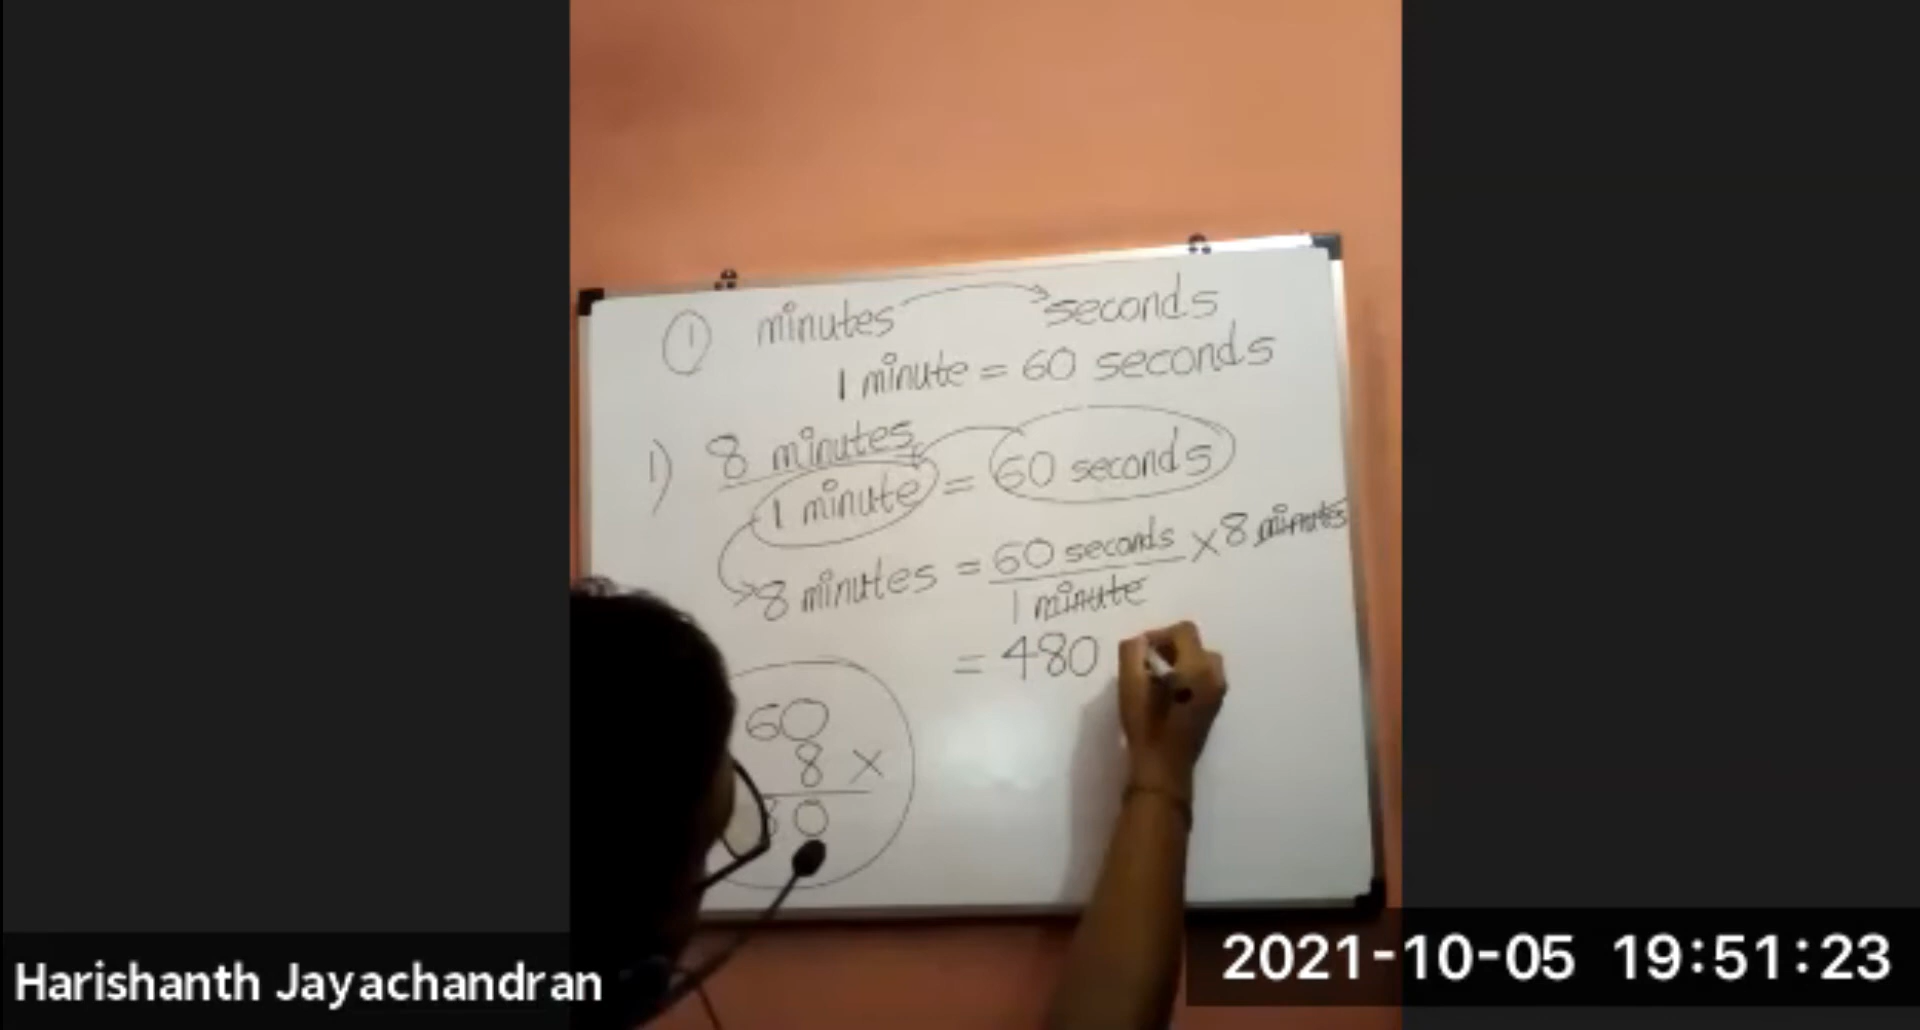 ① minutes → seconds
1 minute = 60 seconds
1) 8 minutes
1 minute = 60 seconds
8 minutes = 60 seconds × 8 minutes
1 minute
= 480
60
8 ×
80
Harishanth Jayachandran
2021-10-05 19:51:23